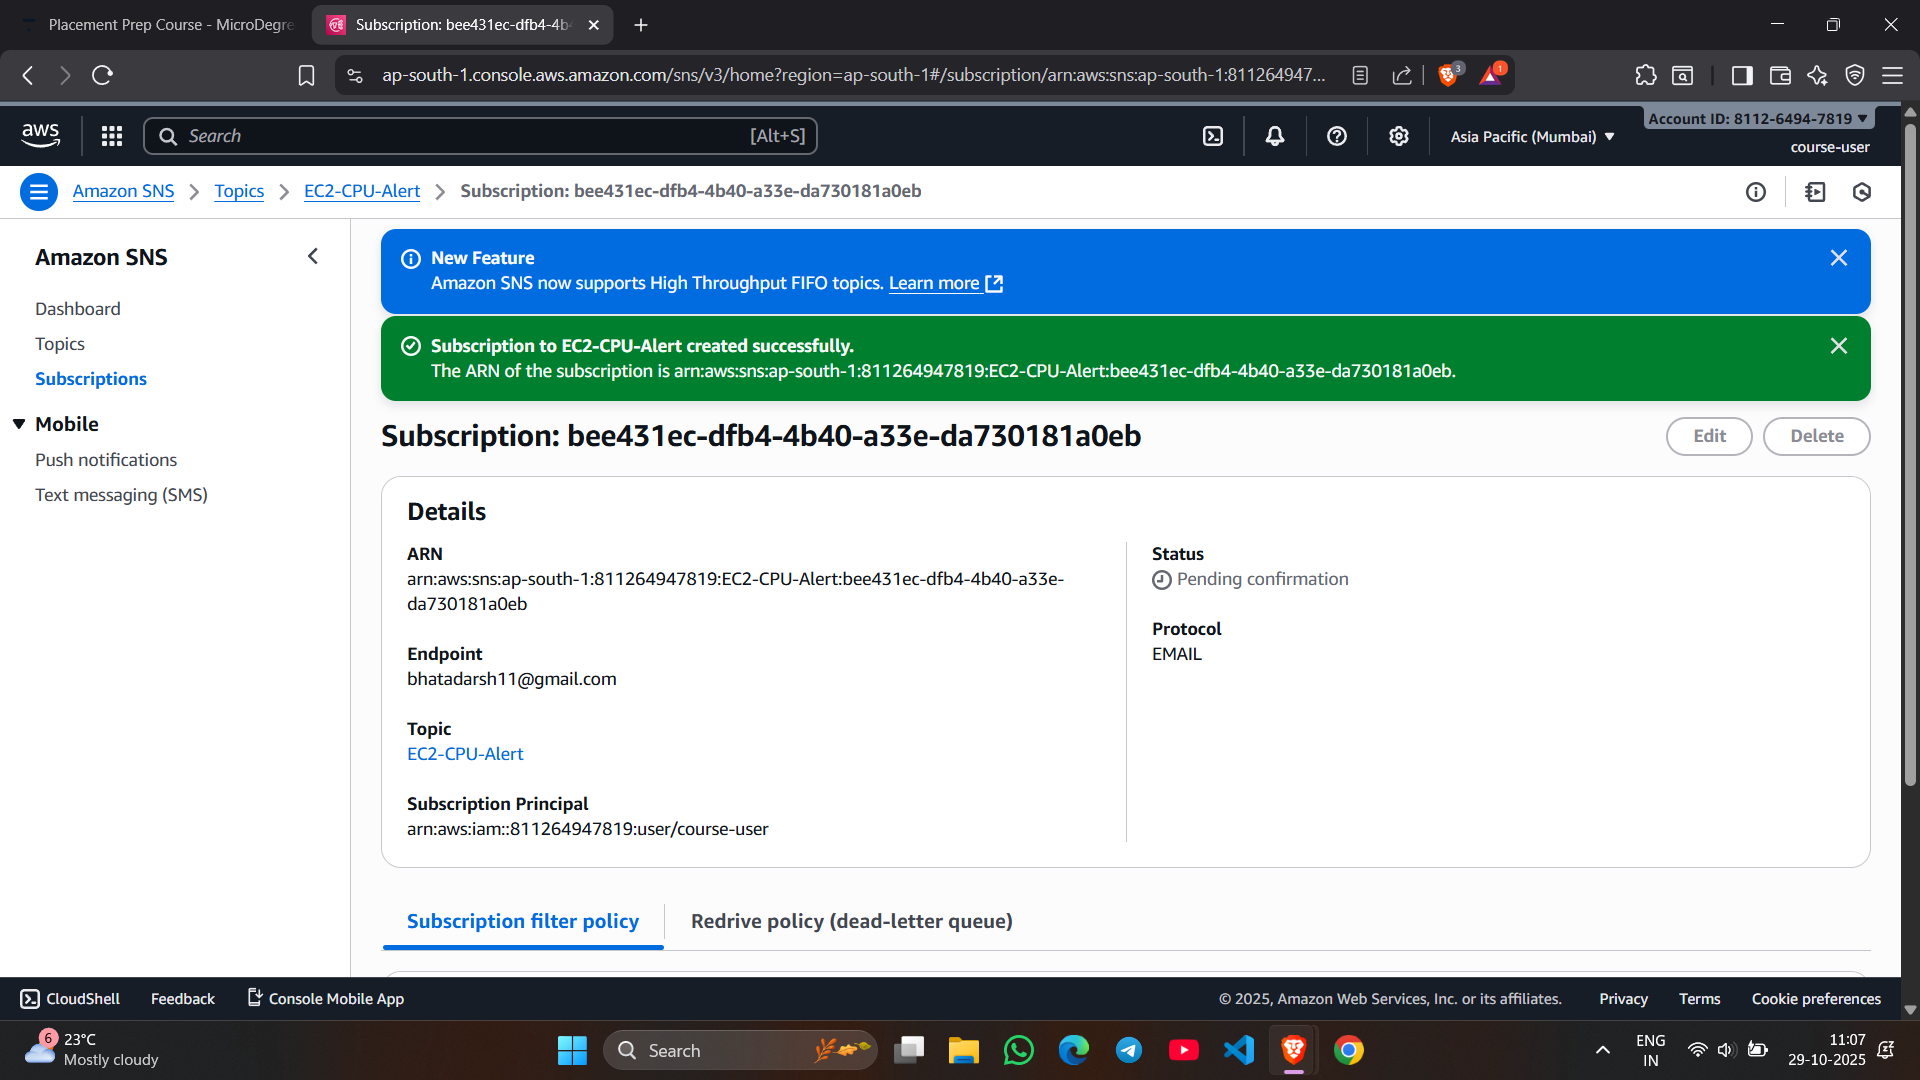 Placement Prep Course - MicroDegre
Subscription: bee431ec-dfb4-4b
ap-south-1.console.aws.amazon.com/sns/v3/home?region=ap-south-1#/subscription/arn:aws:sns:ap-south-1:811264947...
3
1
aws
Search
[Alt+S]
Asia Pacific (Mumbai)
Account ID: 8112-6494-7819
course-user
Amazon SNS
Topics
EC2-CPU-Alert
Subscription: bee431ec-dfb4-4b40-a33e-da730181a0eb
Amazon SNS
Dashboard
Topics
Subscriptions
Mobile
Push notifications
Text messaging (SMS)
New Feature
Amazon SNS now supports High Throughput FIFO topics. Learn more
Subscription to EC2-CPU-Alert created successfully.
The ARN of the subscription is arn:aws:sns:ap-south-1:811264947819:EC2-CPU-Alert:bee431ec-dfb4-4b40-a33e-da730181a0eb.
Subscription: bee431ec-dfb4-4b40-a33e-da730181a0eb
Edit
Delete
Details
ARN
arn:aws:sns:ap-south-1:811264947819:EC2-CPU-Alert:bee431ec-dfb4-4b40-a33e-
da730181a0eb
Endpoint
bhatadarsh11@gmail.com
Topic
EC2-CPU-Alert
Subscription Principal
arn:aws:iam::811264947819:user/course-user
Status
Pending confirmation
Protocol
EMAIL
Subscription filter policy
Redrive policy (dead-letter queue)
CloudShell
Feedback
Console Mobile App
© 2025, Amazon Web Services, Inc. or its affiliates.
Privacy
Terms
Cookie preferences
6
23°C
Mostly cloudy
Search
ENG
IN
11:07
29-10-2025